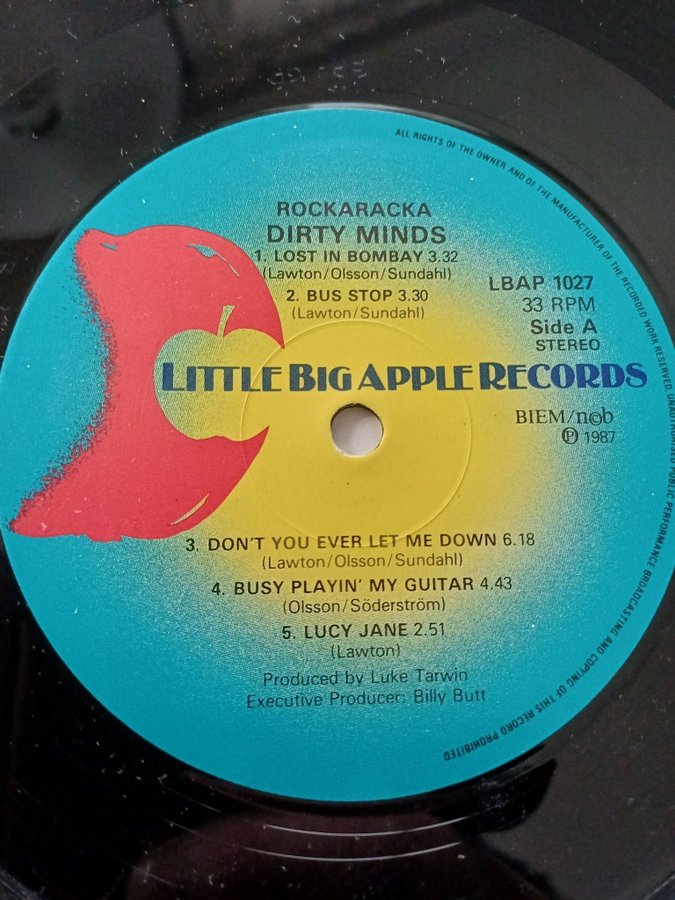 ROCKARACKA
DIRTY MINDS
1. LOST IN BOMBAY 3.32
(Lawton/Olsson/Sundahl)
2. BUS STOP 3.30
(Lawton/Sundahl)
LBAP 1027
33 RPM
Side A
STEREO
LITTLE BIG APPLE RECORDS
BIEM/n©b
℗ 1987
3. DON'T YOU EVER LET ME DOWN 6.18
(Lawton/Olsson/Sundahl)
4. BUSY PLAYIN' MY GUITAR 4.43
(Olsson/Söderström)
5. LUCY JANE 2.51
(Lawton)
Produced by Luke Tarwin
Executive Producer: Billy Butt
ALL RIGHTS OF THE OWNER AND OF THE MANUFACTURER OF THE RECORDED WORK RESERVED. UNAUTHORISED PUBLIC PERFORMANCE BROADCASTING AND COPYING OF THIS RECORD PROHIBITED